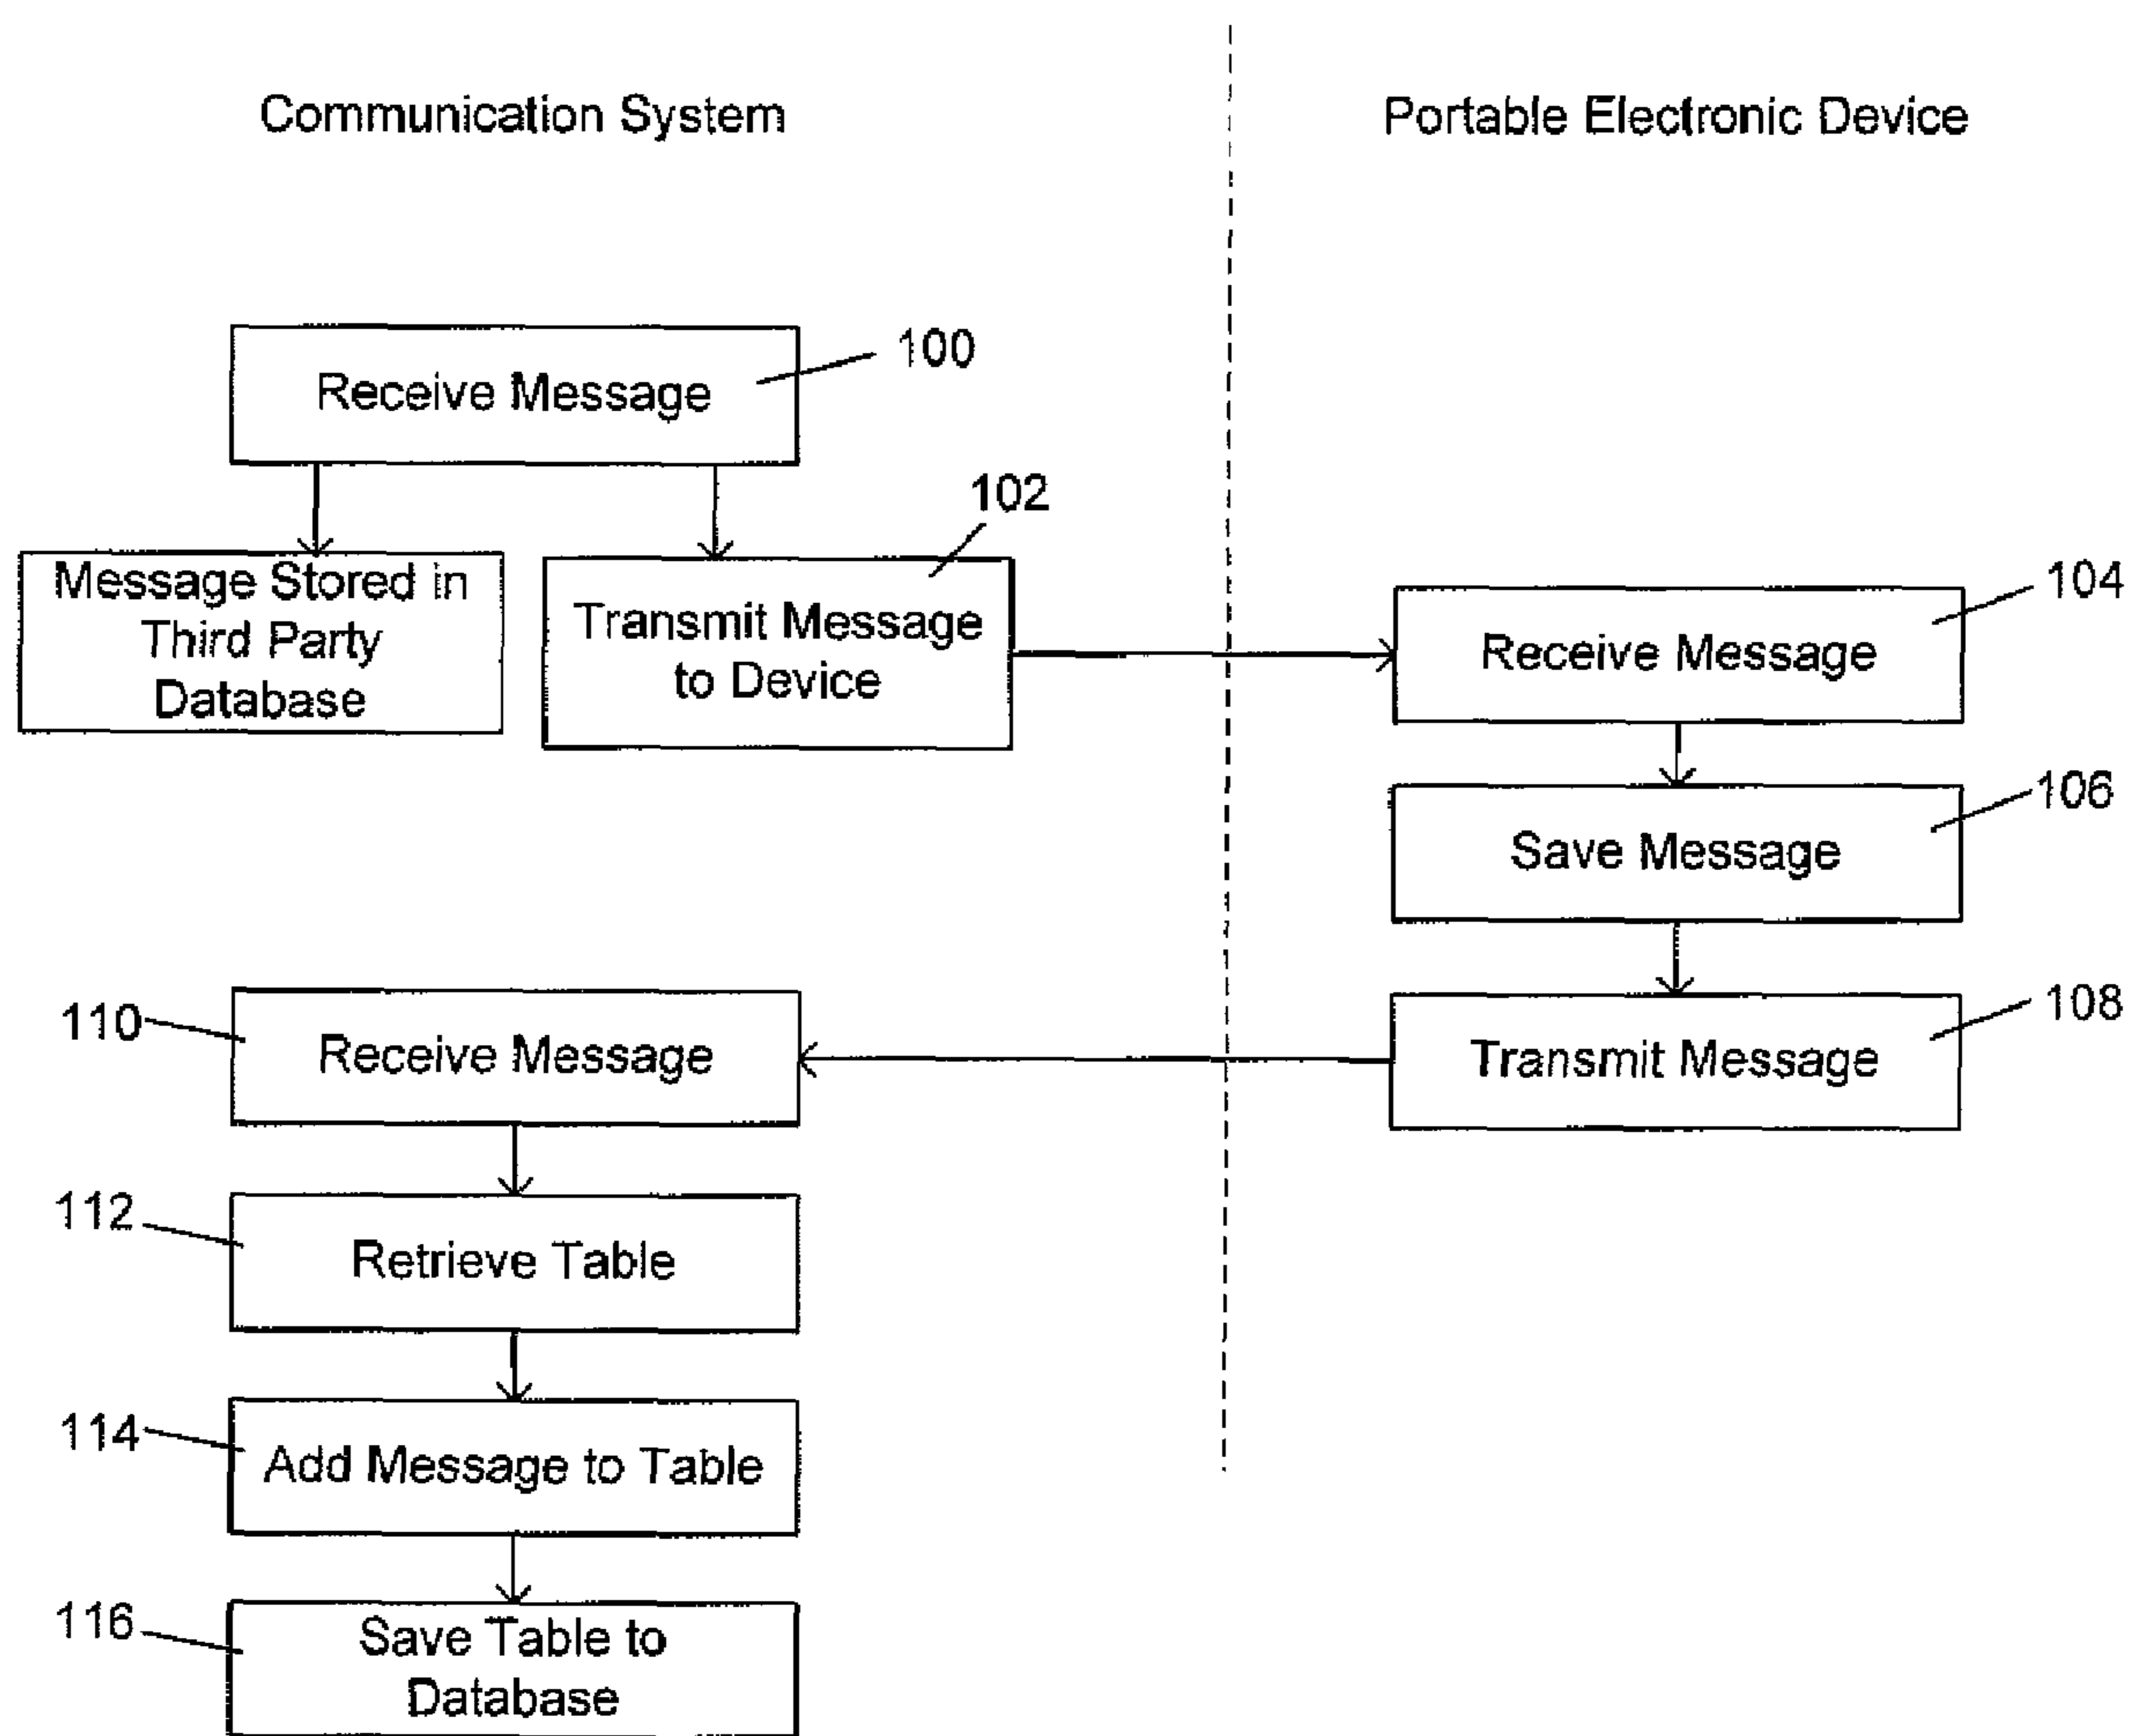 Communication System
Portable Electronic Device
Receive Message
100
102
Message Stored in
Third Party
Database
Transmit Message
to Device
Receive Message
104
Save Message
106
Transmit Message
108
110
Receive Message
112
Retrieve Table
114
Add Message to Table
116
Save Table to
Database